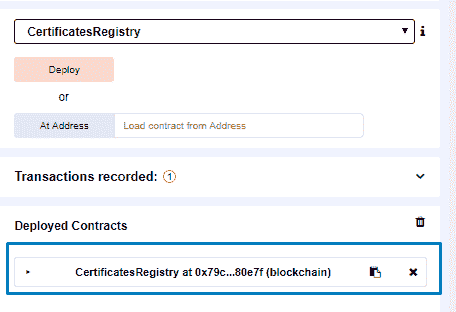 CertificatesRegistry
Deploy
or
At Address Load contract from Address
Transactions recorded: 1
Deployed Contracts
CertificatesRegistry at 0x79c...80e7f (blockchain)